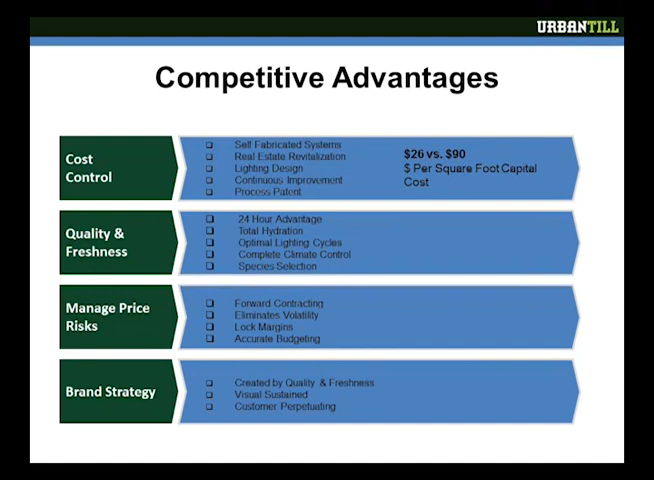 URBANTILL
Competitive Advantages
Cost
Control
Self Fabricated Systems
Real Estate Revitalization
Lighting Design
Continuous Improvement
Process Patent
$26 vs. $90
$ Per Square Foot Capital
Cost
Quality &
Freshness
24 Hour Advantage
Total Hydration
Optimal Lighting Cycles
Complete Climate Control
Species Selection
Manage Price
Risks
Forward Contracting
Eliminates Volatility
Lock Margins
Accurate Budgeting
Brand Strategy
Created by Quality & Freshness
Visual Sustained
Customer Perpetuating